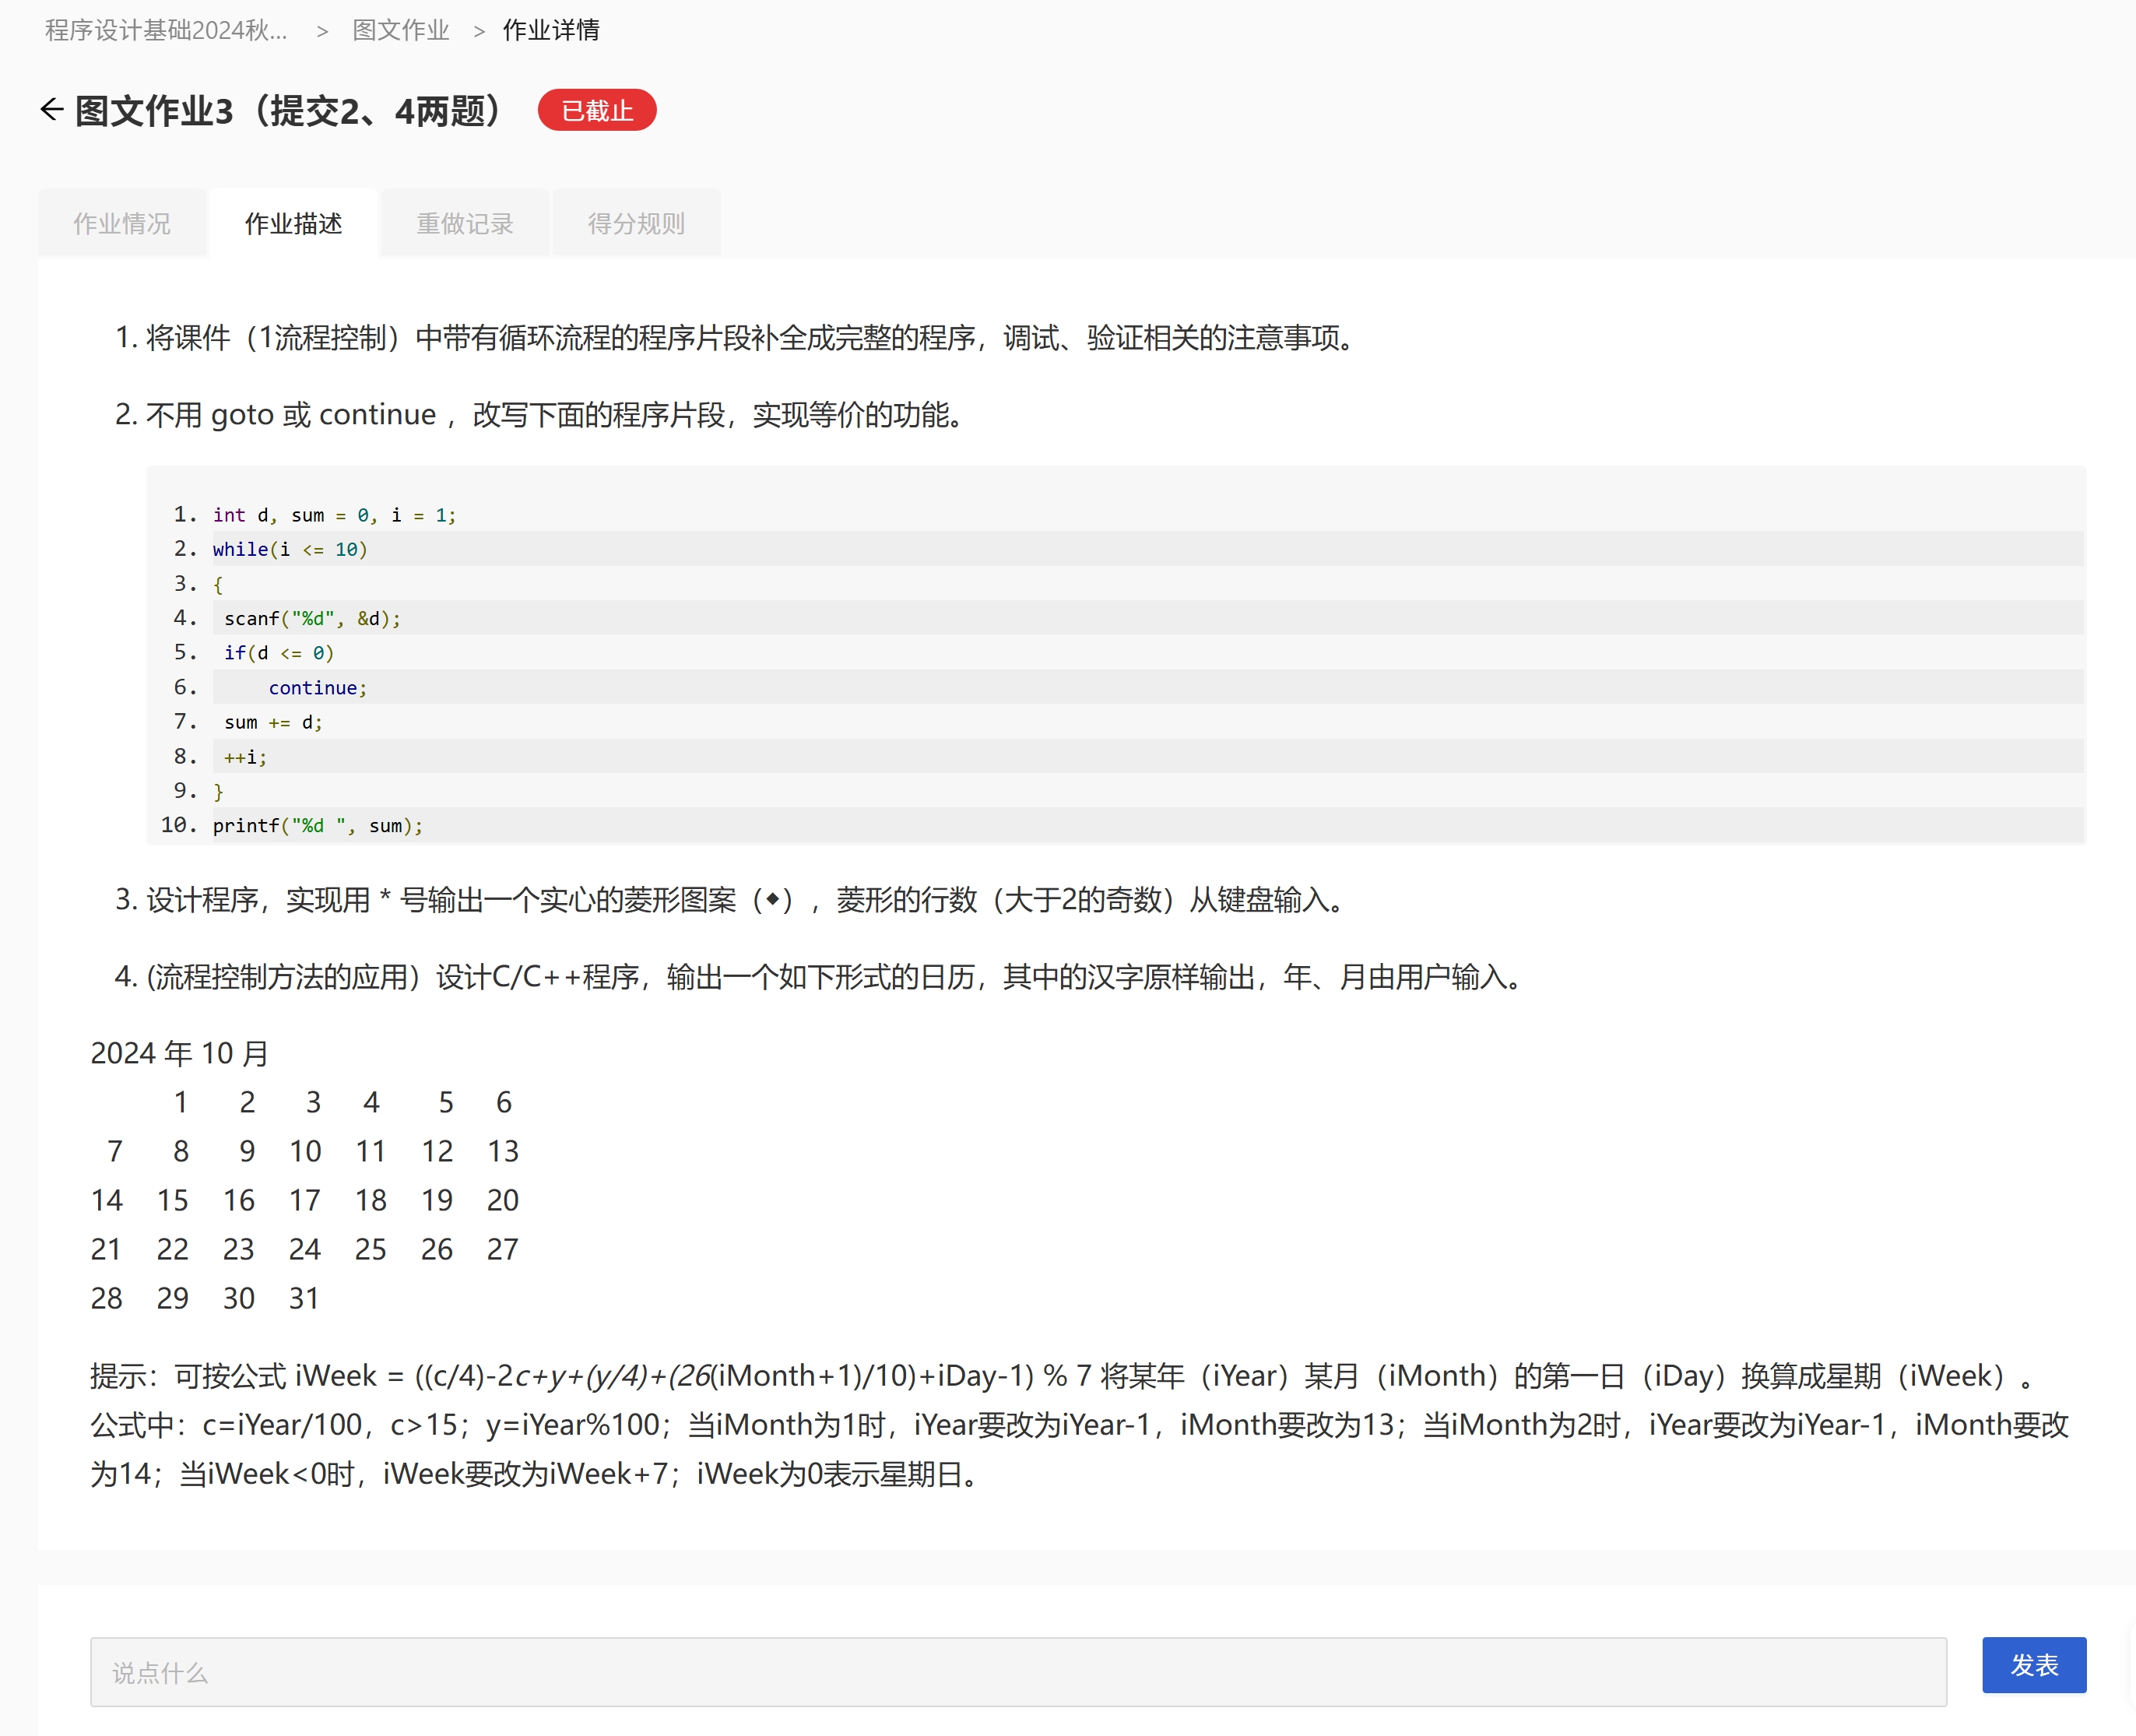 程序设计基础2024秋... > 图文作业 > 作业详情
← 图文作业3（提交2、4两题） 已截止
作业情况 作业描述 重做记录 得分规则
1. 将课件（1流程控制）中带有循环流程的程序片段补全成完整的程序，调试、验证相关的注意事项。
2. 不用 goto 或 continue ，改写下面的程序片段，实现等价的功能。
1. int d, sum = 0, i = 1;
2. while(i <= 10)
3. {
4. scanf("%d", &d);
5. if(d <= 0)
6. continue;
7. sum += d;
8. ++i;
9. }
10. printf("%d ", sum);
3. 设计程序，实现用 * 号输出一个实心的菱形图案（◆），菱形的行数（大于2的奇数）从键盘输入。
4. (流程控制方法的应用）设计C/C++程序，输出一个如下形式的日历，其中的汉字原样输出，年、月由用户输入。
2024 年 10 月
1 2 3 4 5 6
7 8 9 10 11 12 13
14 15 16 17 18 19 20
21 22 23 24 25 26 27
28 29 30 31
提示：可按公式 iWeek = ((c/4)-2c+y+(y/4)+(26(iMonth+1)/10)+iDay-1) % 7 将某年（iYear）某月（iMonth）的第一日（iDay）换算成星期（iWeek）。
公式中：c=iYear/100，c>15；y=iYear%100；当iMonth为1时，iYear要改为iYear-1，iMonth要改为13；当iMonth为2时，iYear要改为iYear-1，iMonth要改
为14；当iWeek<0时，iWeek要改为iWeek+7；iWeek为0表示星期日。
说点什么 发表